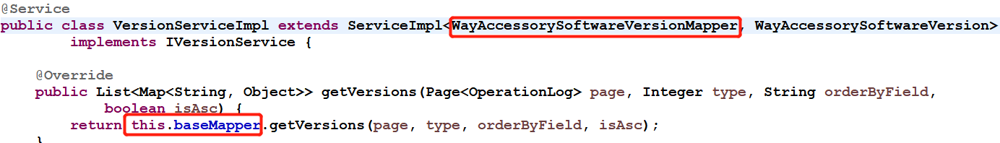 @Service
public class VersionServiceImpl extends ServiceImpl<WayAccessorySoftwareVersionMapper, WayAccessorySoftwareVersion>
implements IVersionService {
@Override
public List<Map<String, Object>> getVersions(Page<OperationLog> page, Integer type, String orderByField,
boolean isAsc) {
return this.baseMapper.getVersions(page, type, orderByField, isAsc);
}